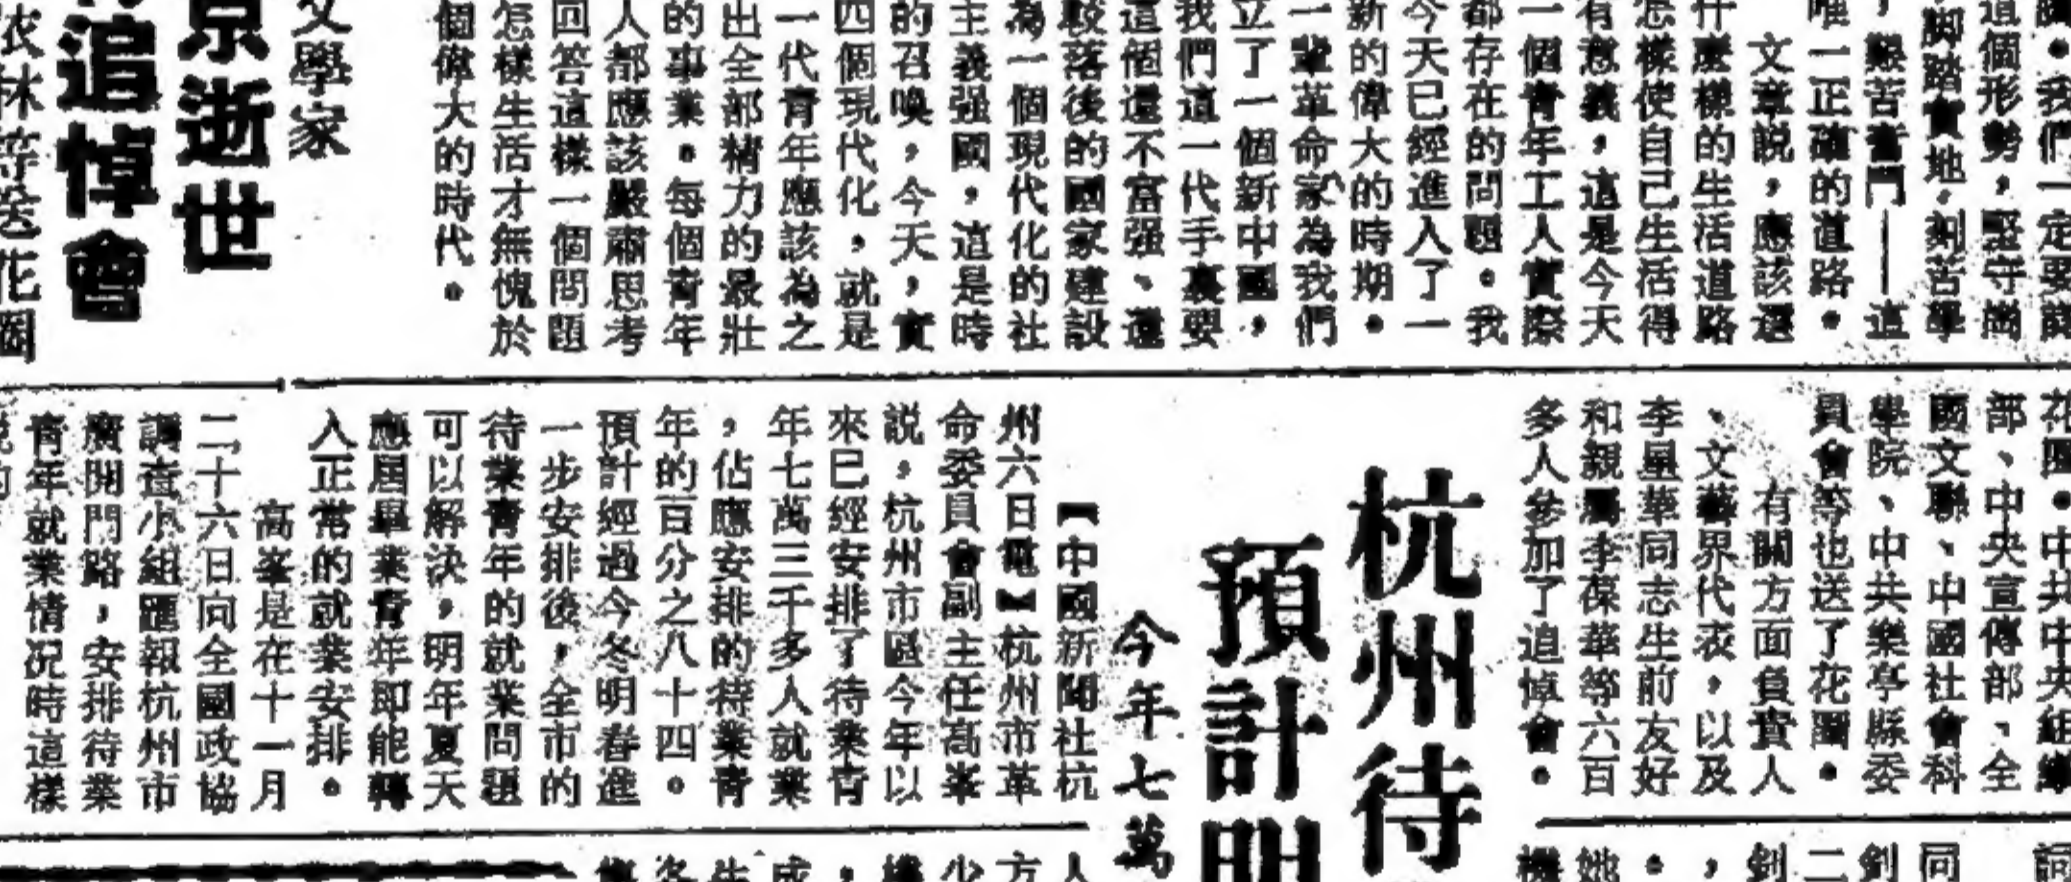 道個形勢，堅守崗
，脚踏實地，刻苦學
，艱苦奮鬥——這
唯一正確的道路。
文章説，應該選
什麽樣的生活道路
怎樣使自己生活得
有意義，這是今天
一個青年工人實際
都存在的問題。我
今天已經進入了一
新的偉大的時期。
一輩革命家為我們
立了一個新中國，
我們這一代手裏要
這個還不富强、還
較落後的國家建設
為一個現代化的社
主義强國，這是時
的召喚，今天，實
四個現代化，就是
一代青年應該為之
出全部精力的最壯
的事業。每個青年
人都應該嚴肅思考
回答這樣一個問題
怎樣生活才無愧於
個偉大的時代。
文學家
京逝世
追悼會
花圈。中共中央組織
部、中央宣傳部、全
國文聯、中國社會科
學院、中共樂亭縣委
員會等也送了花圈。
有關方面負責人
、文藝界代表，以及
李星華同志生前友好
和親屬李葆華等六百
多人參加了追悼會。
杭州待
預計明
今年七萬
【中國新聞社杭
州六日電】杭州市革
命委員會副主任高峯
説，杭州市區今年以
來已經安排了待業青
年七萬三千多人就業
，佔應安排的待業青
年的百分之八十四。
預計經過今冬明春進
一步安排後，全市的
待業青年的就業問題
可以解決，明年夏天
應屆畢業青年即能轉
入正常的就業安排。
高峯是在十一月
二十六日向全國政協
調查小組匯報杭州市
廣開門路，安排待業
青年就業情况時這樣